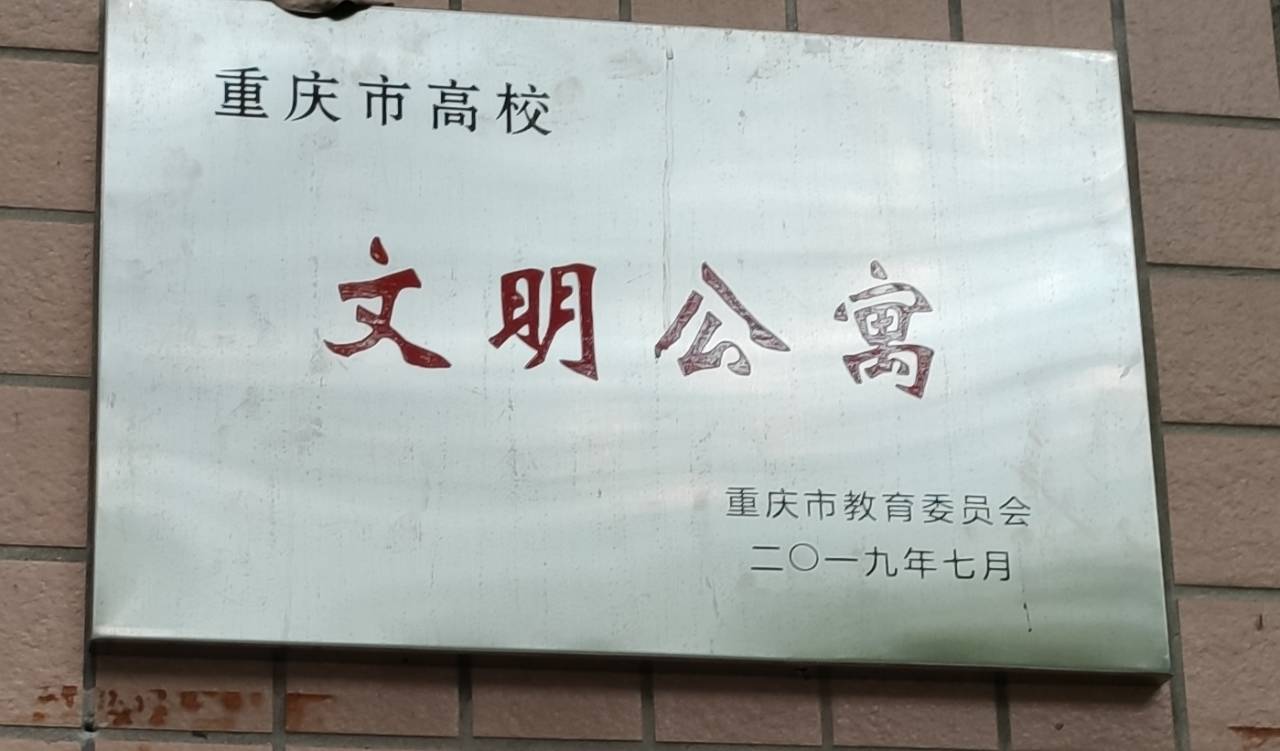 重庆市高校
文明公寓
重庆市教育委员会
二〇一九年七月